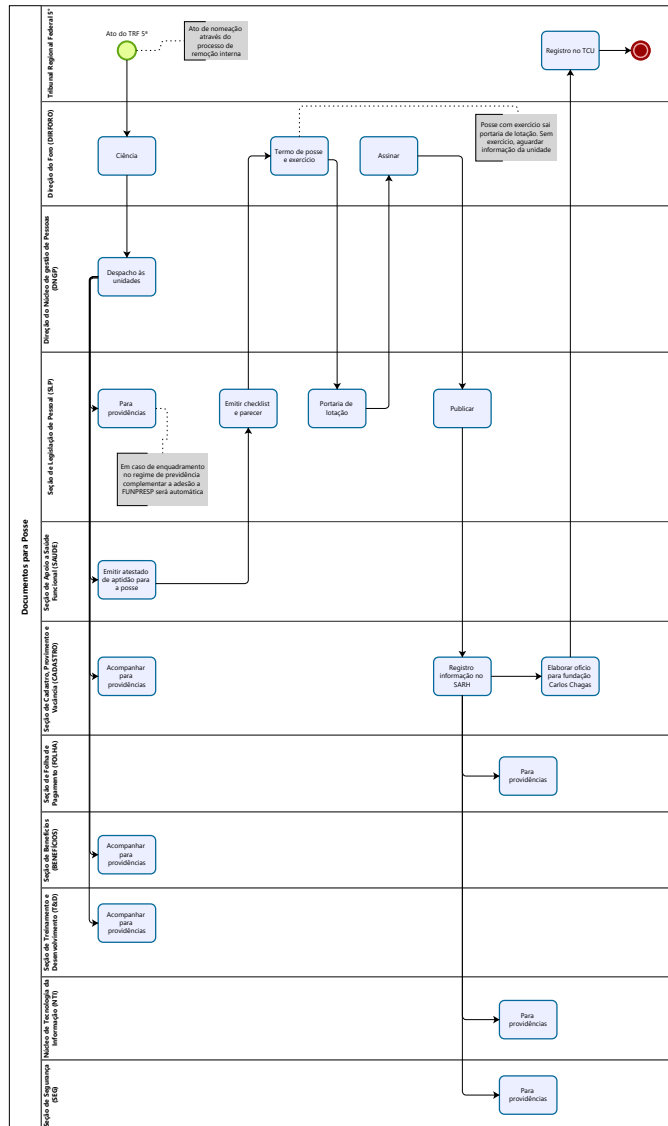 Documentos para Posse
Tribunal Regional Federal 5ª
Ato do TRF 5ª
Ato de nomeação
através do
processo de
remoção interna
Registro no TCU
Direção do Foro (DIRFORO)
Ciência
Termo de posse
e exercício
Assinar
Posse com exercício sai
portaria de lotação. Sem
exercício, aguardar
informação da unidade
Direção do Núcleo de gestão de Pessoas
(DNGP)
Despacho às
unidades
Seção de Legislação de Pessoal (SLP)
Para
providências
Emitir checklist
e parecer
Portaria de
lotação
Publicar
Em caso de enquadramento
no regime de previdência
complementar a adesão a
FUNPRESP será automática
Seção de Apoio a Saúde
Funcional (SAUDE)
Emitir atestado
de aptidão para
a posse
Seção de Cadastro, Provimento e
Vacância (CADASTRO)
Acompanhar
para
providências
Registro
informação no
SARH
Elaborar ofício
para fundação
Carlos Chagas
Seção de Folha de
Pagamento (FOLHA)
Para
providências
Seção de Benefícios
(BENEFÍCIOS)
Acompanhar
para
providências
Seção de Treinamento e
Desenvolvimento (T&D)
Acompanhar
para
providências
Núcleo de Tecnologia da
Informação (NTI)
Para
providências
Seção de Segurança
(SEG)
Para
providências